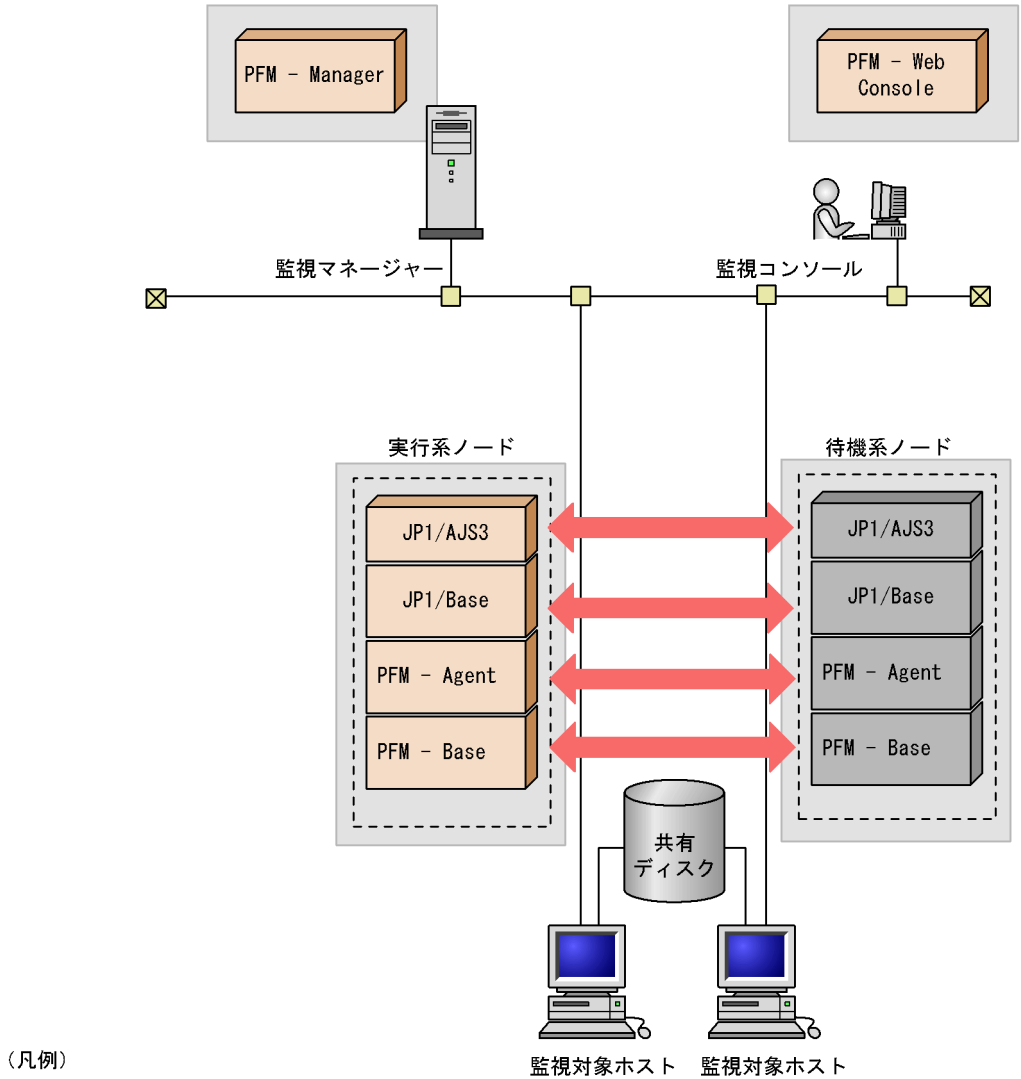 PFM - Manager
PFM - Web
Console
監視マネージャー
監視コンソール
実行系ノード
待機系ノード
JP1/AJS3
JP1/AJS3
JP1/Base
JP1/Base
PFM - Agent
PFM - Agent
PFM - Base
PFM - Base
共有
ディスク
監視対象ホスト
監視対象ホスト
（凡例）